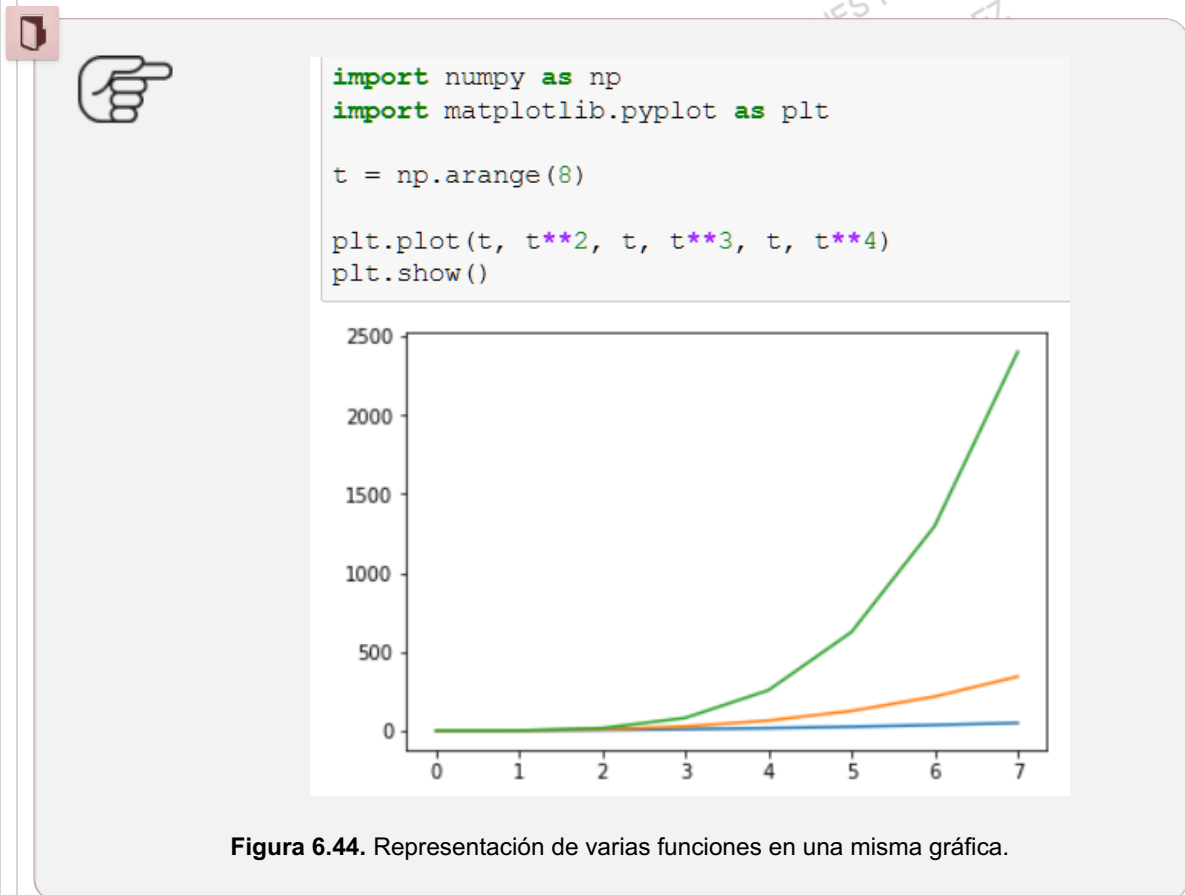 import numpy as np
import matplotlib.pyplot as plt
t = np.arange(8)
plt.plot(t, t**2, t, t**3, t, t**4)
plt.show()
2500
2000
1500
1000
500
0
0 1 2 3 4 5 6 7
Figura 6.44. Representación de varias funciones en una misma gráfica.